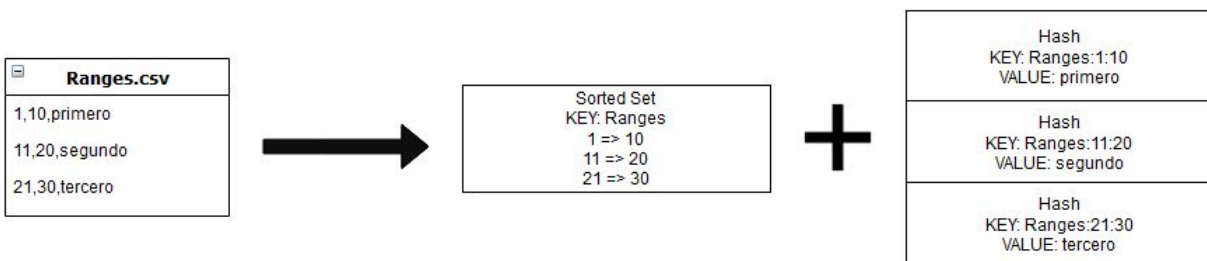 Ranges.csv
1,10,primero
11,20,segundo
21,30,tercero
Sorted Set
KEY: Ranges
1 => 10
11 => 20
21 => 30
Hash
KEY: Ranges:1:10
VALUE: primero
Hash
KEY: Ranges:11:20
VALUE: segundo
Hash
KEY: Ranges:21:30
VALUE: tercero